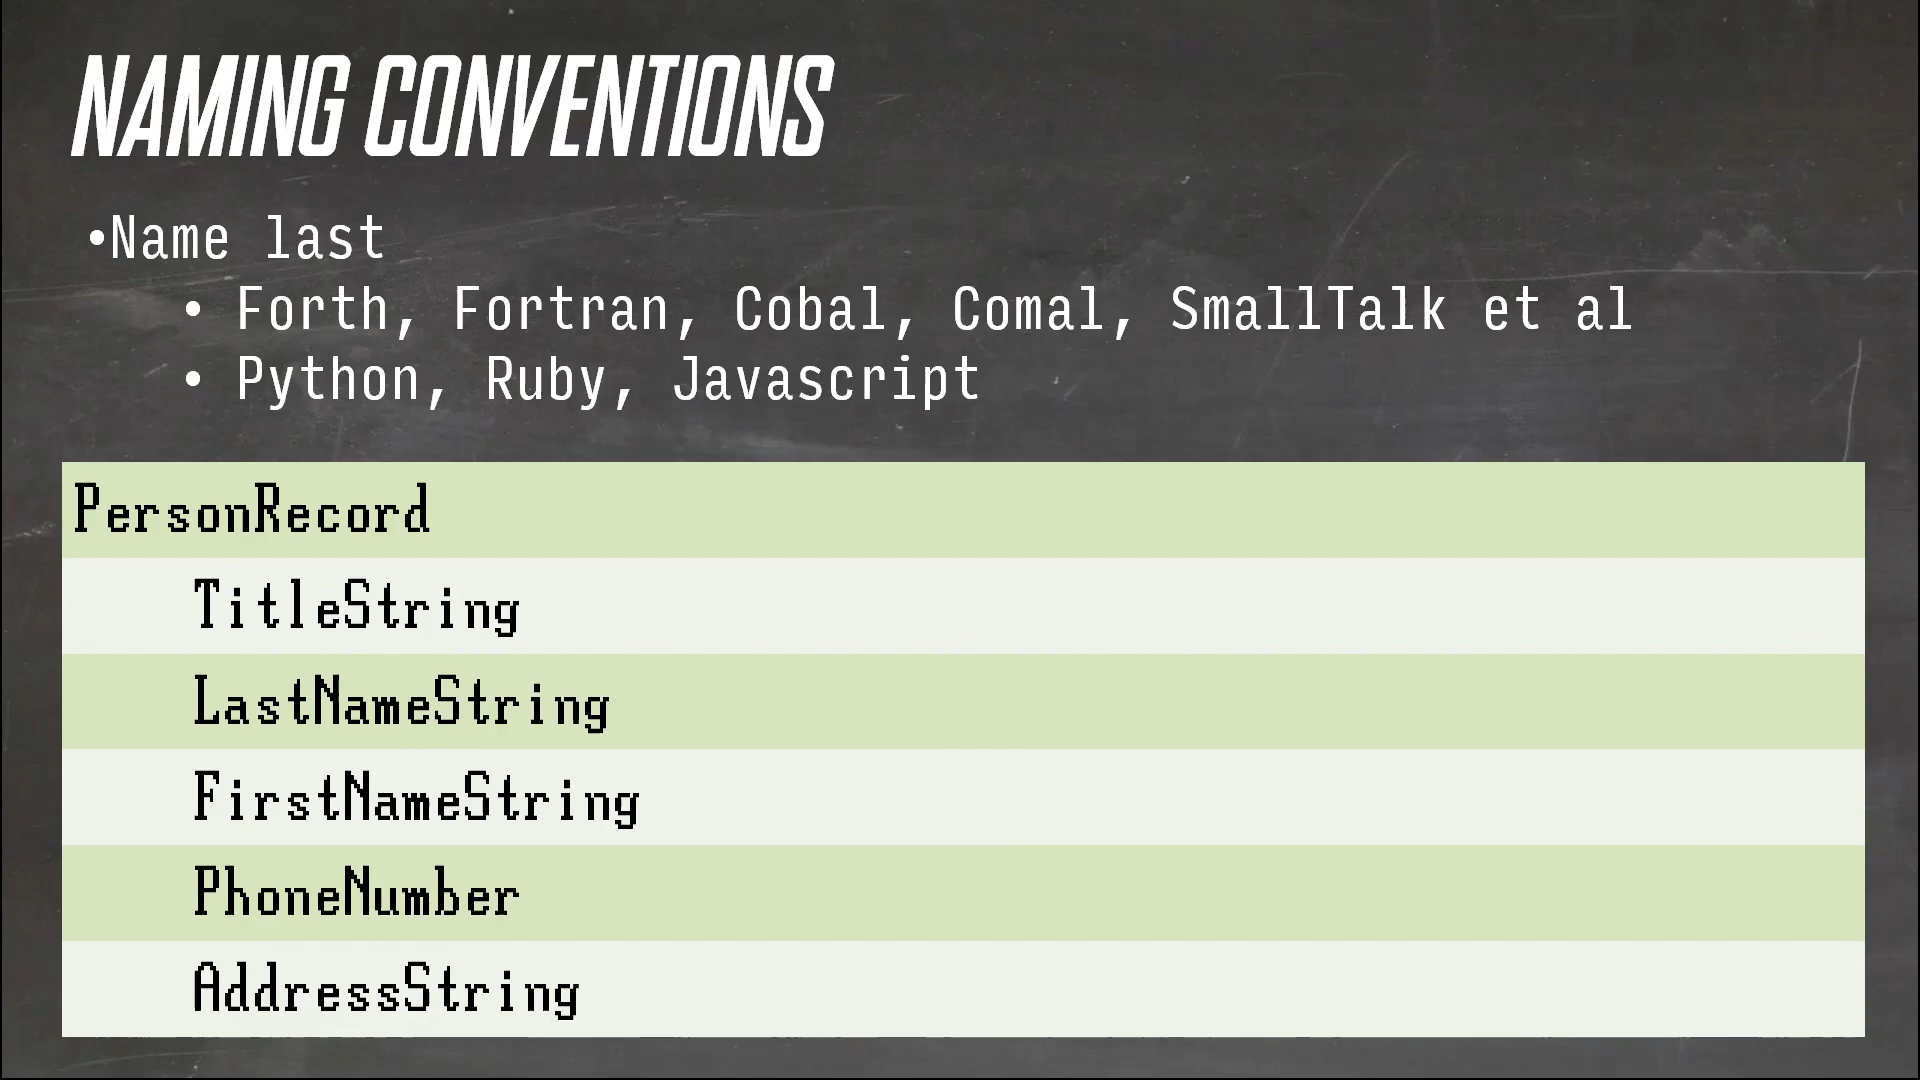 NAMING CONVENTIONS
•Name last
• Forth, Fortran, Cobal, Comal, SmallTalk et al
• Python, Ruby, Javascript
PersonRecord
TitleString
LastNameString
FirstNameString
PhoneNumber
AddressString